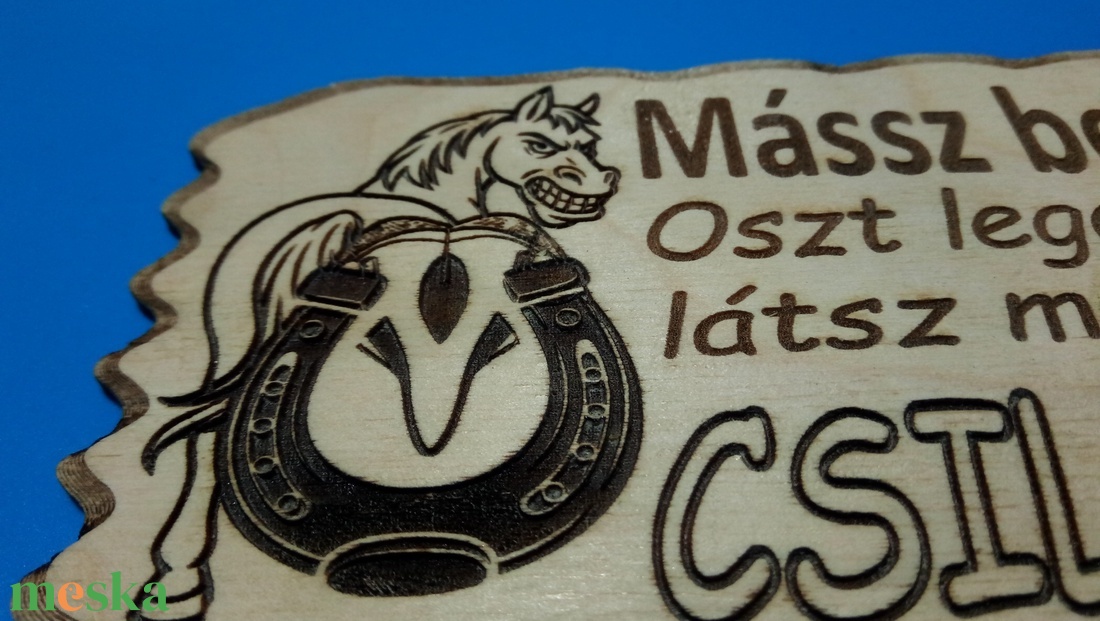 Mássz be
Oszt lege
látsz m
CSIL
meska